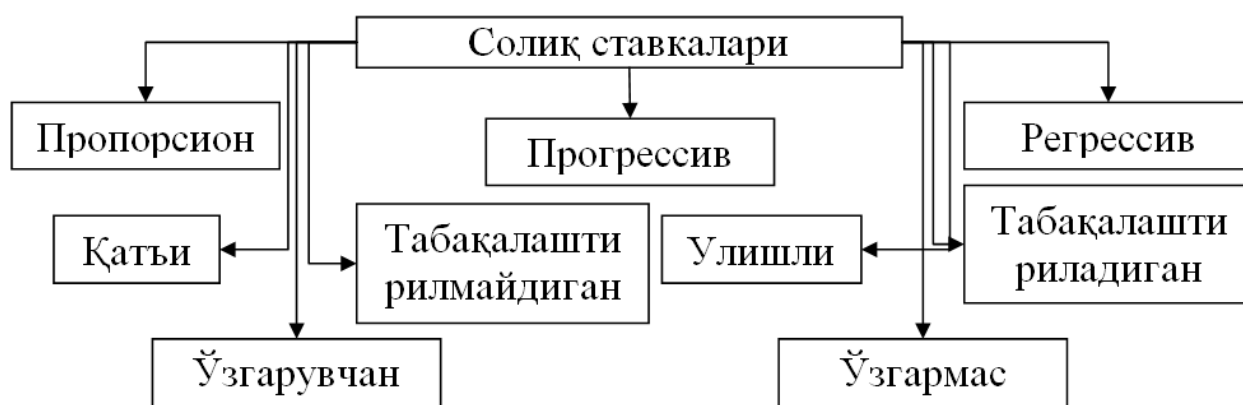 Солиқ ставкалари
Пропорсион
Прогрессив
Регрессив
Қатъи
Табақалашти
рилмайдиган
Улишли
Табақалашти
риладиган
Ўзгарувчан
Ўзгармас